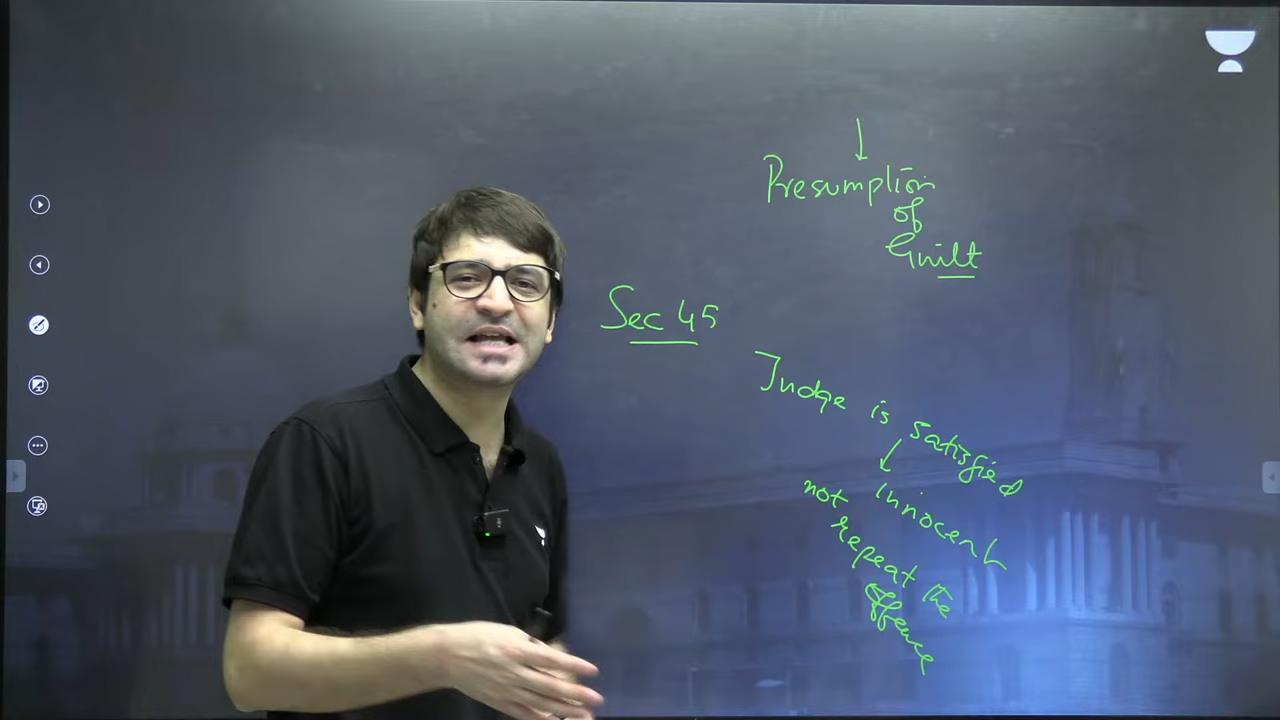 Presumption
of
Guilt
Sec 45
Judge is satisfied
innocent
not
repeat the
offence